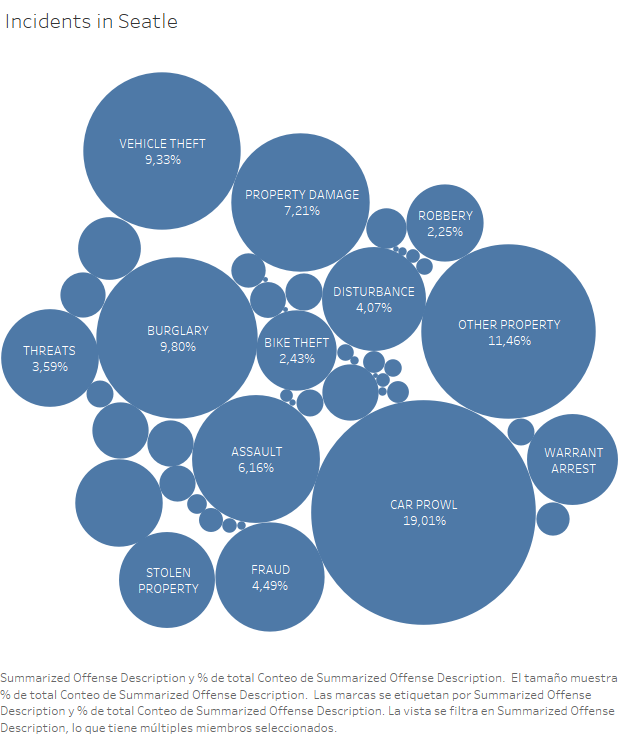 Incidents in Seatle
VEHICLE THEFT
9,33%
PROPERTY DAMAGE
7,21%
ROBBERY
2,25%
DISTURBANCE
4,07%
OTHER PROPERTY
11,46%
BURGLARY
9,80%
BIKE THEFT
2,43%
THREATS
3,59%
ASSAULT
6,16%
WARRANT
ARREST
CAR PROWL
19,01%
STOLEN
PROPERTY
FRAUD
4,49%
Summarized Offense Description y % de total Conteo de Summarized Offense Description.  El tamaño muestra
% de total Conteo de Summarized Offense Description.  Las marcas se etiquetan por Summarized Offense
Description y % de total Conteo de Summarized Offense Description. La vista se filtra en Summarized Offense
Description, lo que tiene múltiples miembros seleccionados.